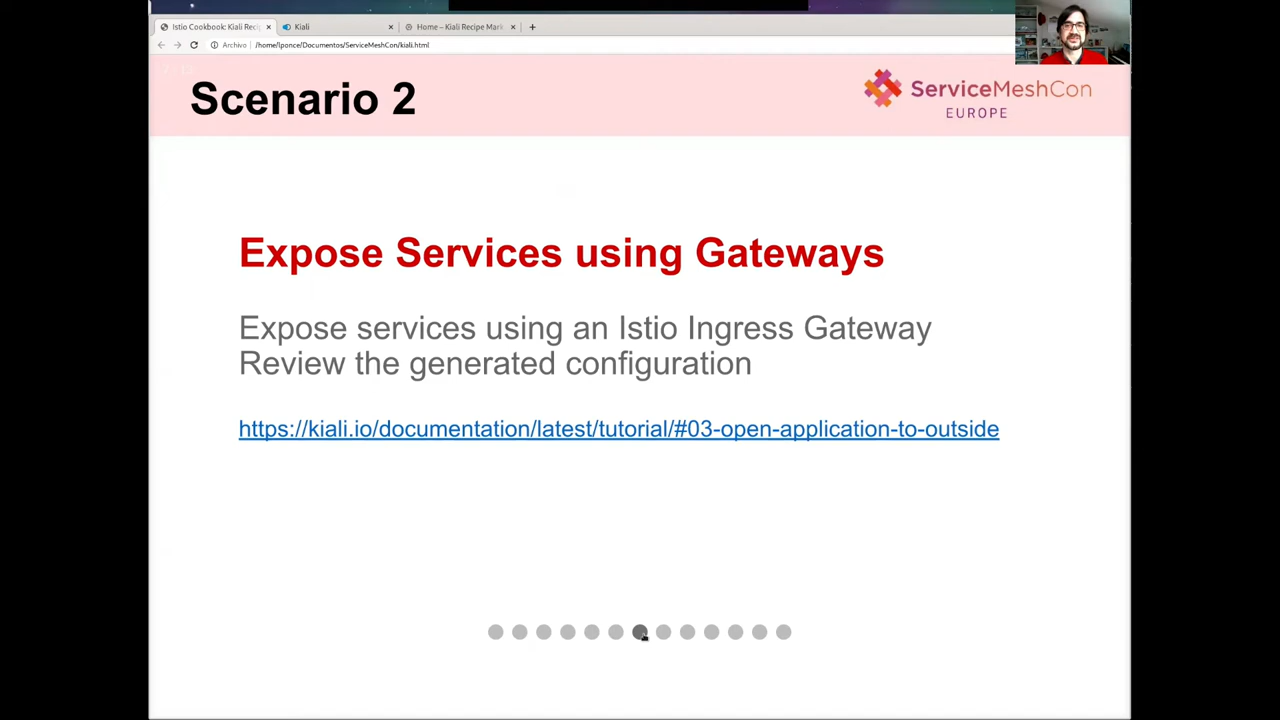 Istio Cookbook: Kiali Reci
Kiali
Home – Kiali Recipe Mark
Archivo
/home/lponce/Documentos/ServiceMeshCon/kiali.html
Scenario 2
ServiceMeshCon
EUROPE
Expose Services using Gateways
Expose services using an Istio Ingress Gateway
Review the generated configuration
https://kiali.io/documentation/latest/tutorial/#03-open-application-to-outside